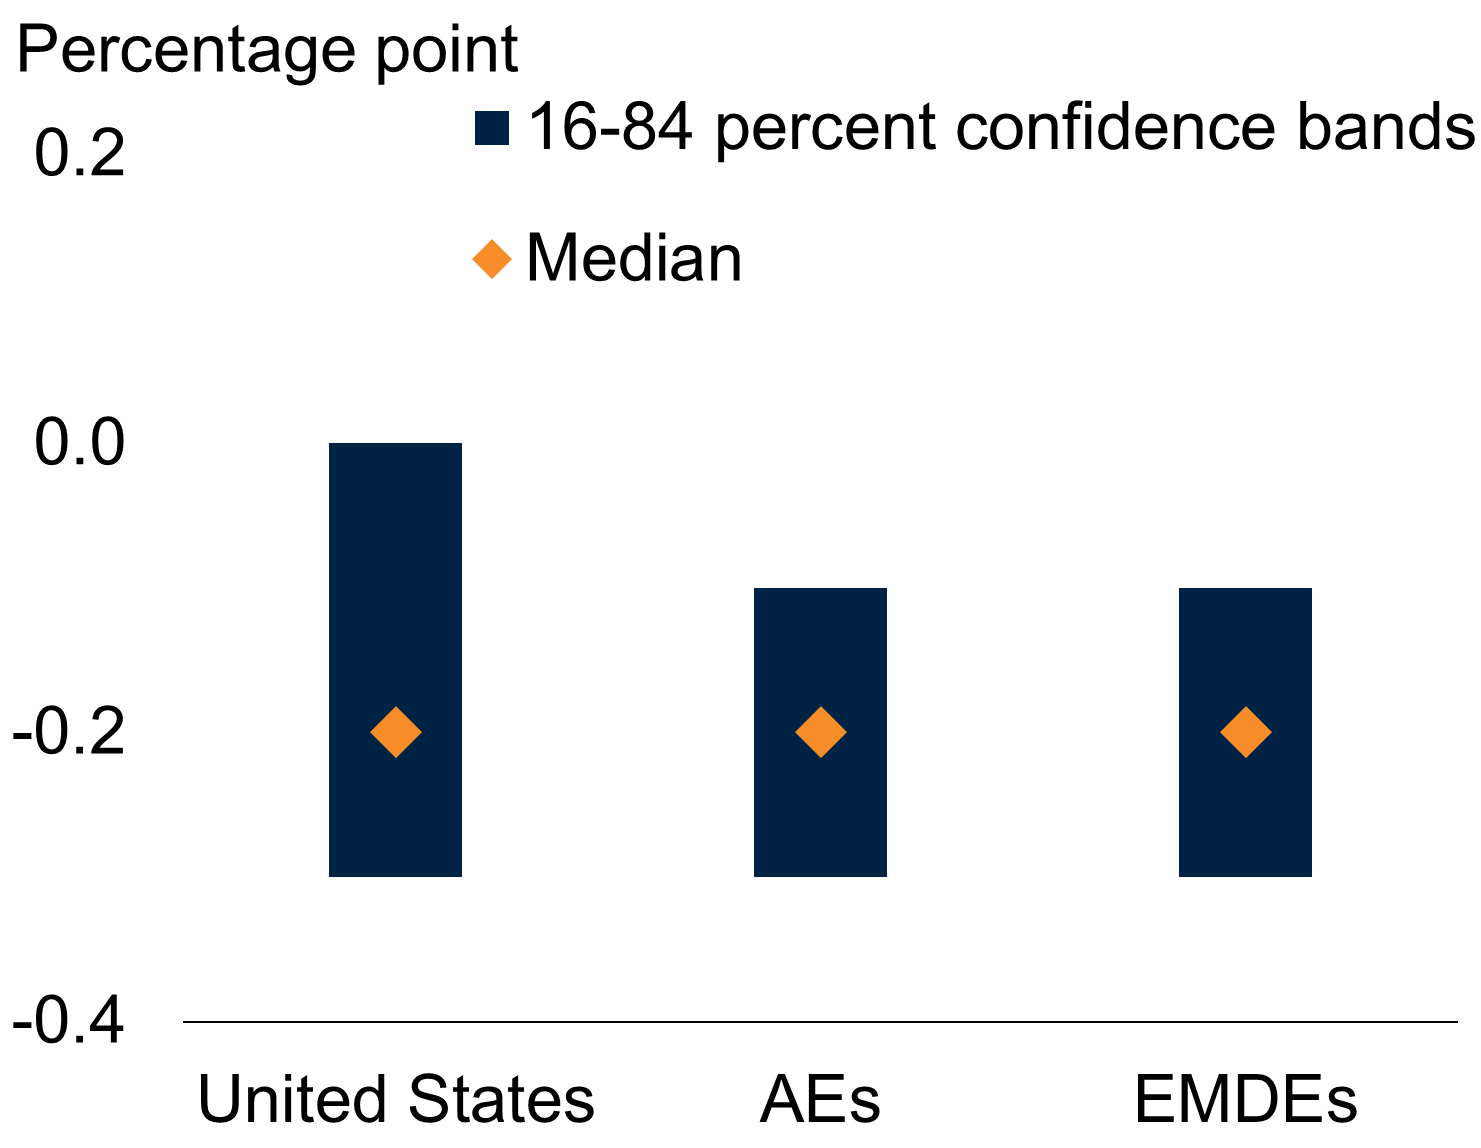 Percentage point
16-84 percent confidence bands
Median
0.2
0.0
-0.2
-0.4
United States
AEs
EMDEs